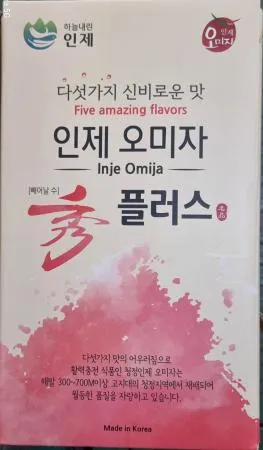 하늘내린
인제
인제
오미자
다섯가지 신비로운 맛
Five amazing flavors
인제 오미자
Inje Omija
[빼어날 수]
秀 플러스
다섯가지 맛의 어우러짐으로
활력충전 식품인 청정인제 오미자는
해발 300~700M이상 고지대의 청정지역에서 재배되어
월등한 품질을 자랑하고 있습니다.
Made in Korea